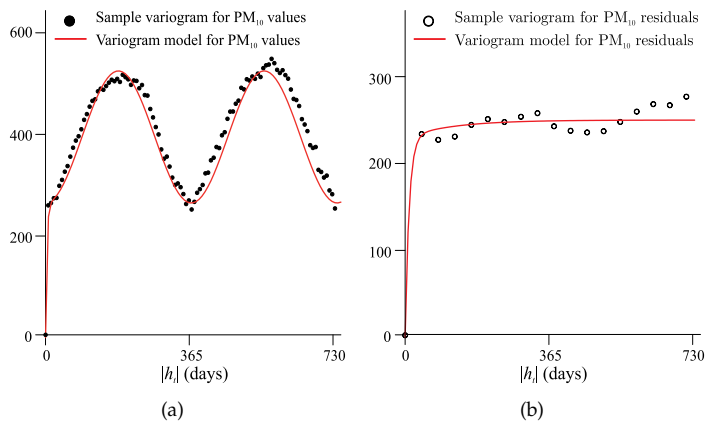 Sample variogram for PM₁₀ values
Variogram model for PM₁₀ values
600
400
200
0
0 365 730
|hₜ| (days)
(a)
Sample variogram for PM₁₀ residuals
Variogram model for PM₁₀ residuals
300
200
100
0
0 365 730
|hₜ| (days)
(b)